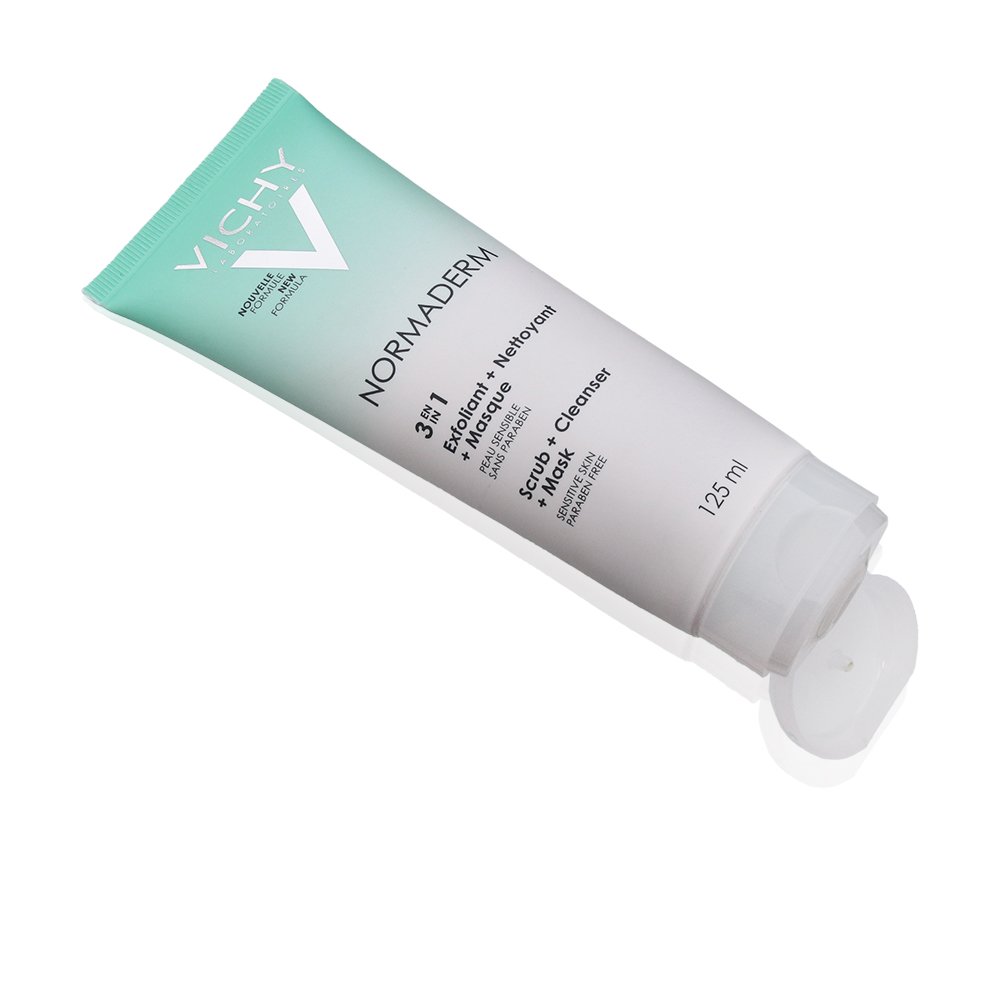 VICHY
LABORATOIRES
NOUVELLE
FORMULE
NEW
FORMULA
NORMADERM
3 EN IN 1
Exfoliant + Nettoyant
+ Masque
PEAU SENSIBLE
SANS PARABEN
Scrub + Cleanser
+ Mask
SENSITIVE SKIN
PARABEN FREE
125 ml